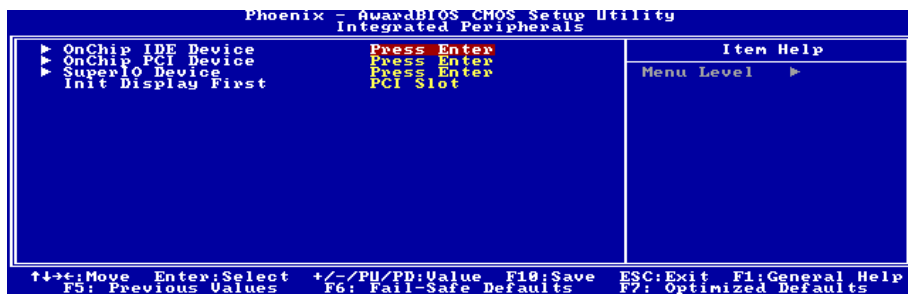 Phoenix - AwardBIOS CMOS Setup Utility
Integrated Peripherals
► OnChip IDE Device Press Enter
► OnChip PCI Device Press Enter
► SuperIO Device Press Enter
Init Display First PCI Slot
Item Help
Menu Level ►
↑↓→←:Move Enter:Select +/-/PU/PD:Value F10:Save ESC:Exit F1:General Help
F5: Previous Values F6: Fail-Safe Defaults F7: Optimized Defaults